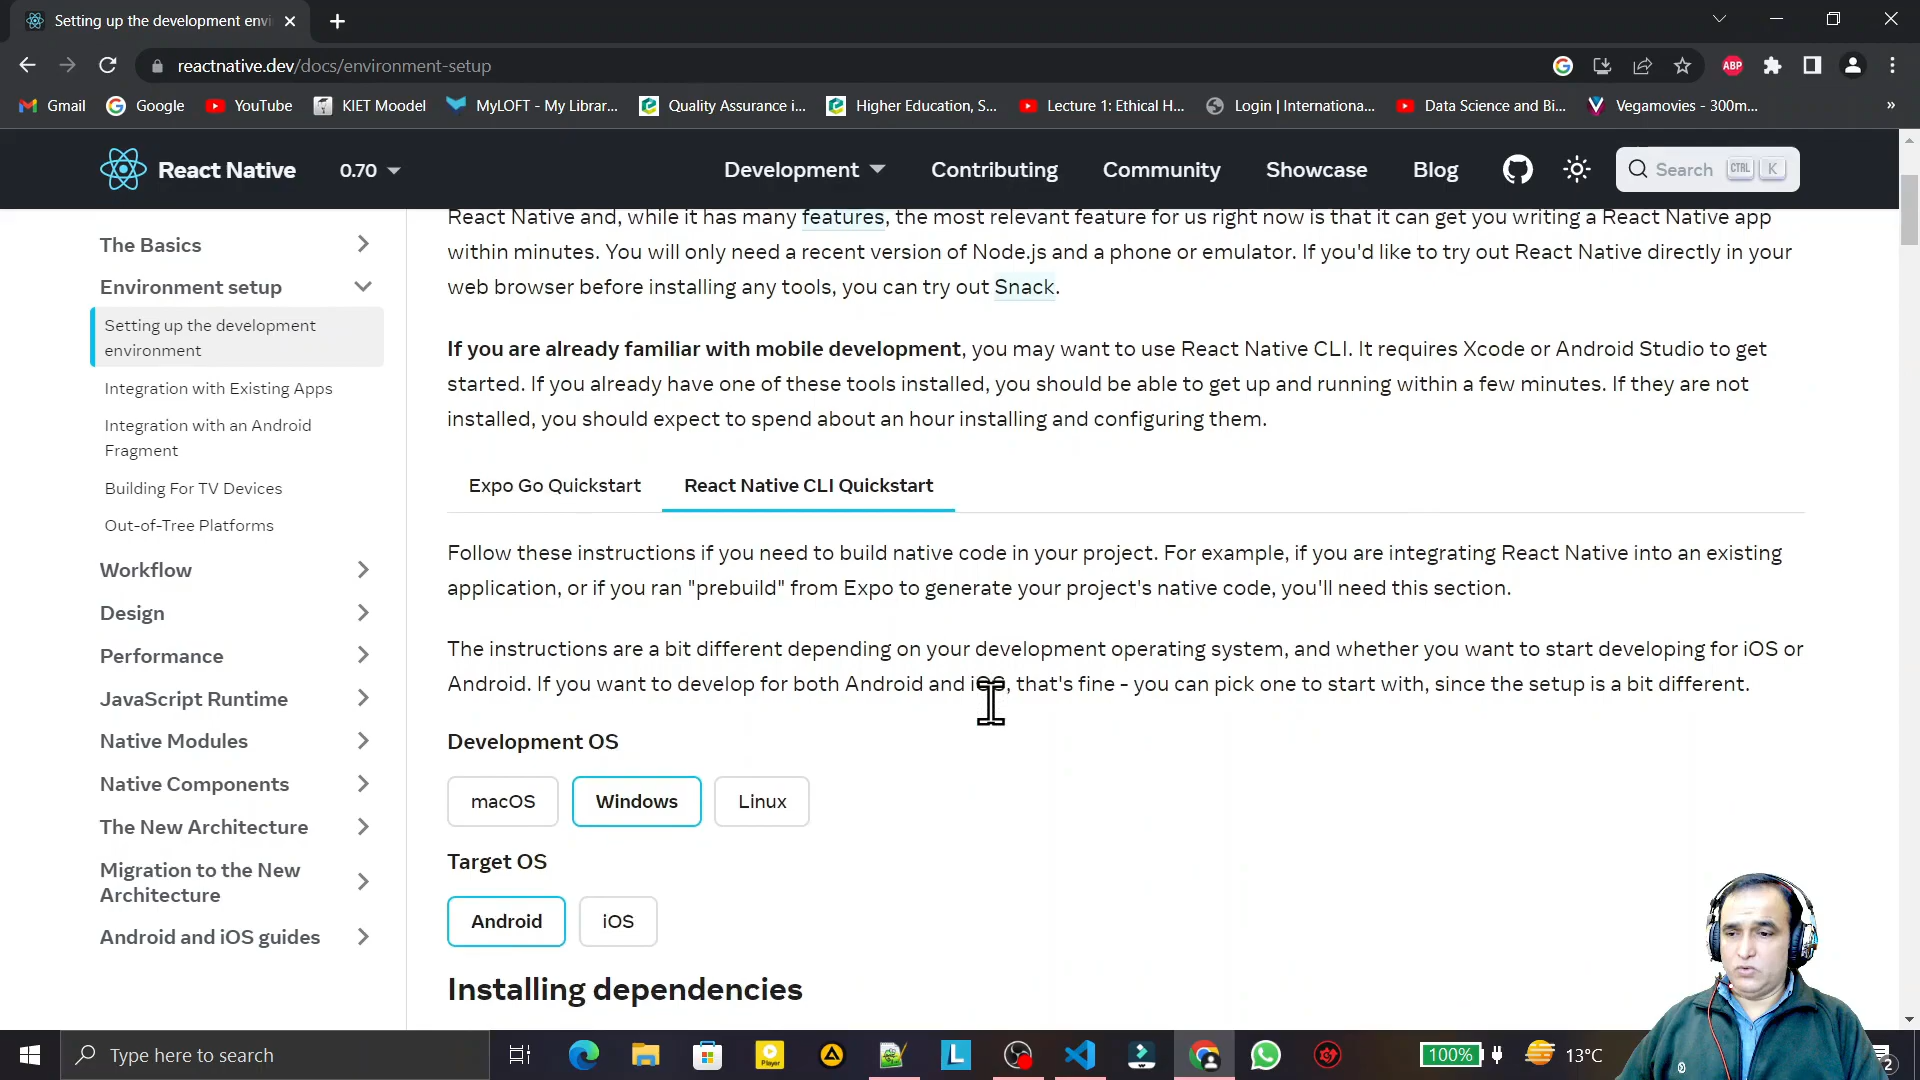 Setting up the development envi
reactnative.dev/docs/environment-setup
ABP
Gmail
Google
YouTube
KIET Moodel
MyLOFT - My Librar...
Quality Assurance i...
Higher Education, S...
Lecture 1: Ethical H...
Login | Internationa...
Data Science and Bi...
Vegamovies - 300m...
»
React Native
0.70
Development
Contributing
Community
Showcase
Blog
Search CTRL K
The Basics
Environment setup
Setting up the development
environment
Integration with Existing Apps
Integration with an Android
Fragment
Building For TV Devices
Out-of-Tree Platforms
Workflow
Design
Performance
JavaScript Runtime
Native Modules
Native Components
The New Architecture
Migration to the New
Architecture
Android and iOS guides
React Native and, while it has many features, the most relevant feature for us right now is that it can get you writing a React Native app
within minutes. You will only need a recent version of Node.js and a phone or emulator. If you'd like to try out React Native directly in your
web browser before installing any tools, you can try out Snack.
If you are already familiar with mobile development, you may want to use React Native CLI. It requires Xcode or Android Studio to get
started. If you already have one of these tools installed, you should be able to get up and running within a few minutes. If they are not
installed, you should expect to spend about an hour installing and configuring them.
Expo Go Quickstart
React Native CLI Quickstart
Follow these instructions if you need to build native code in your project. For example, if you are integrating React Native into an existing
application, or if you ran "prebuild" from Expo to generate your project's native code, you'll need this section.
The instructions are a bit different depending on your development operating system, and whether you want to start developing for iOS or
Android. If you want to develop for both Android and iOS, that's fine - you can pick one to start with, since the setup is a bit different.
Development OS
macOS
Windows
Linux
Target OS
Android
iOS
Installing dependencies
Type here to search
Player
L
100%
13°C
2